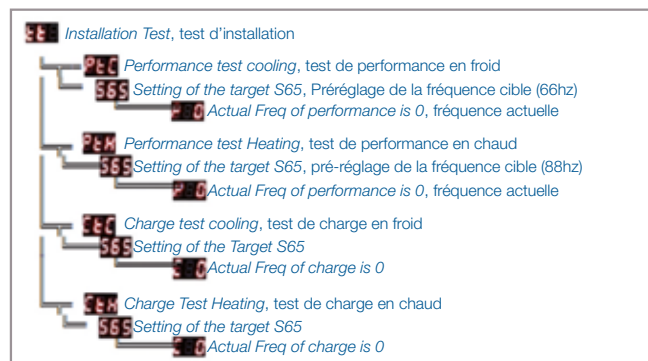 tt Installation Test, test d'installation
PtC Performance test cooling, test de performance en froid
S65 Setting of the target S65, Préréglage de la fréquence cible (66hz)
P 0 Actual Freq of performance is 0, fréquence actuelle
PtH Performance test Heating, test de performance en chaud
S65 Setting of the target S65, pré-réglage de la fréquence cible (88hz)
P 0 Actual Freq of performance is 0, fréquence actuelle
CtC Charge test cooling, test de charge en froid
S65 Setting of the Target S65
C 0 Actual Freq of charge is 0
CtH Charge Test Heating, test de charge en chaud
S65 Setting of the target S65
C 0 Actual Freq of charge is 0